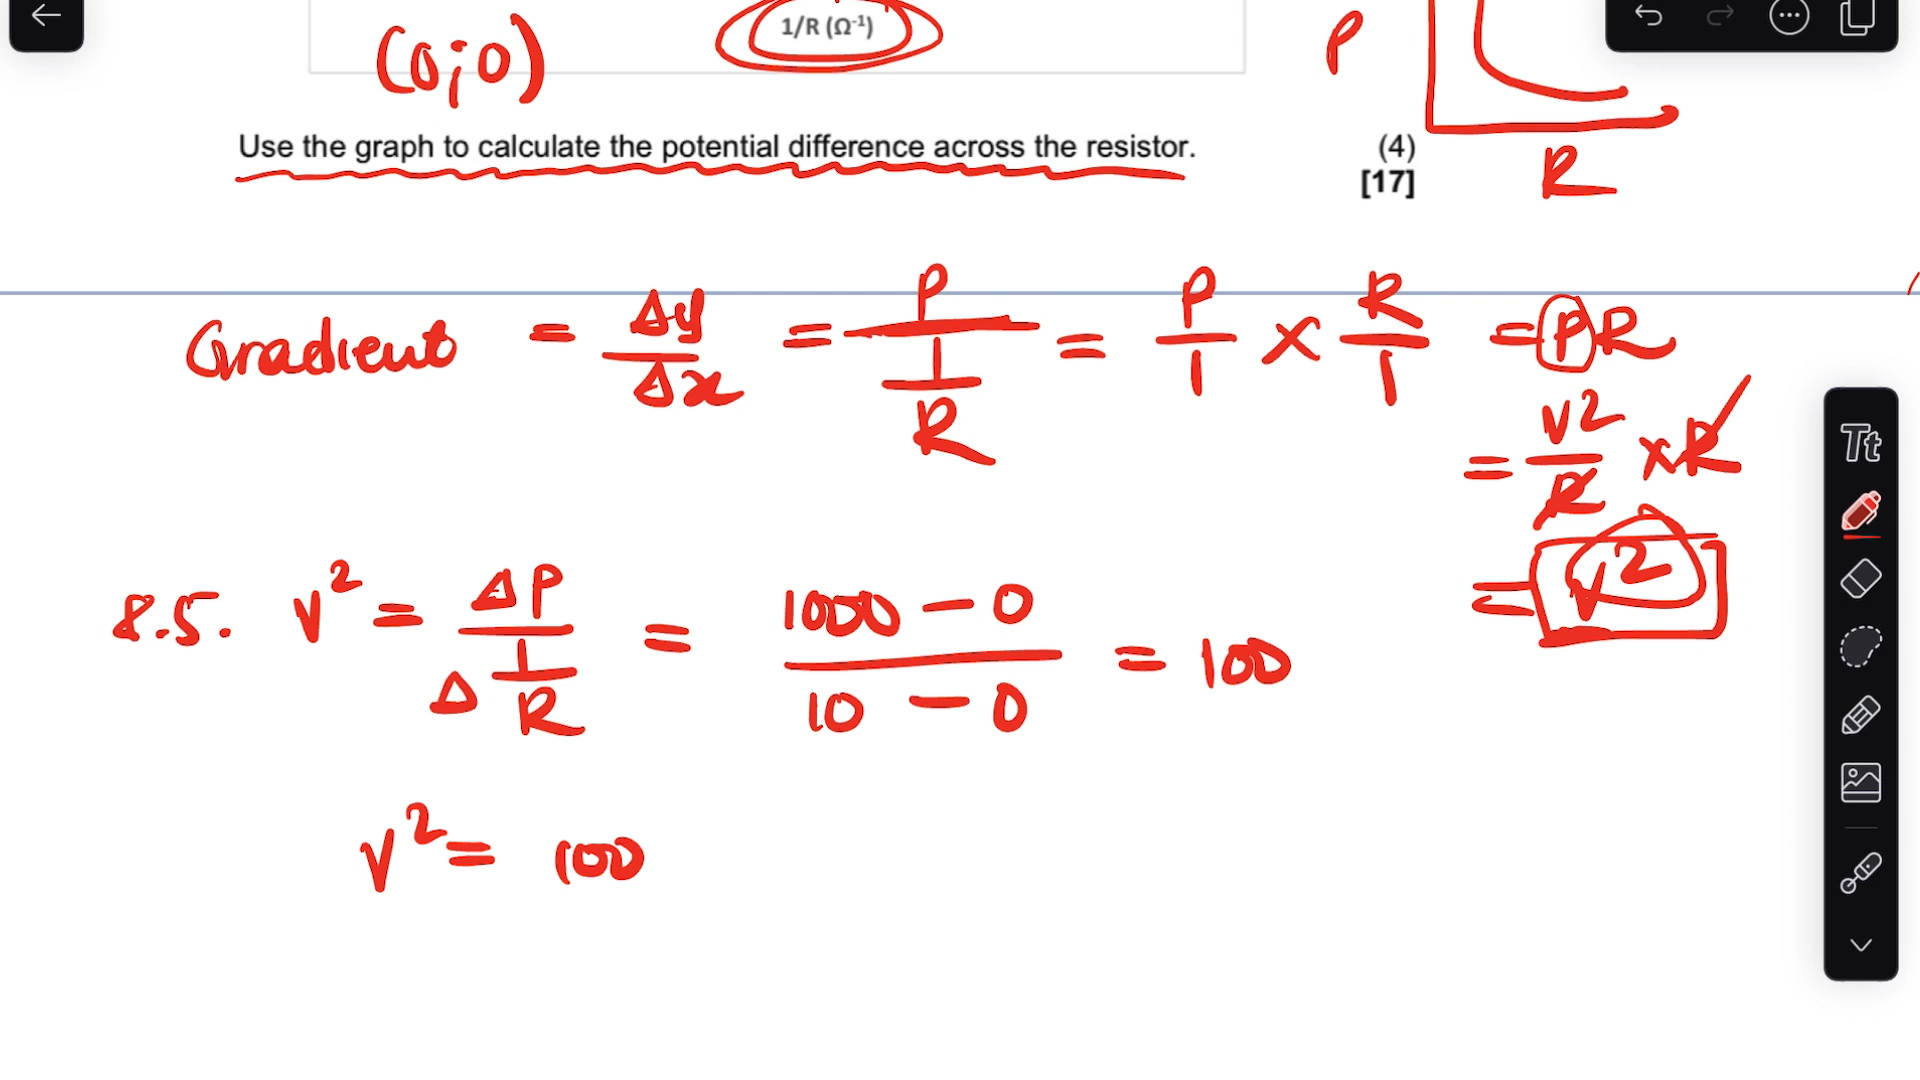 1/R (Ω⁻¹)
(0;0)
P
R
Use the graph to calculate the potential difference across the resistor. (4)
[17]
Gradient = Δy/Δx = P/(1/R) = P/1 × R/1 = PR
= V²/R × R
= V²
8.5. V² = ΔP/(Δ 1/R) = (1000 - 0)/(10 - 0) = 100
V² = 100
Tt